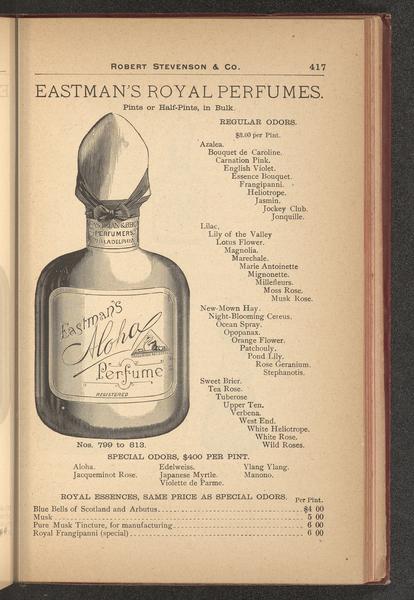 ROBERT STEVENSON & CO. 417
EASTMAN'S ROYAL PERFUMES.
Pints or Half-Pints, in Bulk.
REGULAR ODORS.
$3.00 per Pint.
Azalea.
Bouquet de Caroline.
Carnation Pink.
English Violet.
Essence Bouquet.
Frangipanni.
Heliotrope.
Jasmin.
Jockey Club.
Jonquille.
Lilac,
Lily of the Valley
Lotus Flower.
Magnolia.
Marechale.
Marie Antoinette
Mignonette.
Millefleurs.
Moss Rose.
Musk Rose.
New-Mown Hay.
Night-Blooming Cereus.
Ocean Spray.
Opopanax.
Orange Flower.
Patchouly.
Pond Lily.
Rose Geranium.
Stephanotis.
Sweet Brier.
Tea Rose.
Tuberose
Upper Ten.
Verbena.
West End.
White Heliotrope.
White Rose.
Wild Roses.
EASTMAN & BRO.
PERFUMERS
PHILADELPHIA
Eastman's
Aloha
Perfume
REGISTERED
Nos. 799 to 813.
SPECIAL ODORS, $400 PER PINT.
Aloha. Edelweiss. Ylang Ylang.
Jacqueminot Rose. Japanese Myrtle. Manono.
Violette de Parme.
ROYAL ESSENCES, SAME PRICE AS SPECIAL ODORS. Per Pint.
Blue Bells of Scotland and Arbutus $4 00
Musk 5 00
Pure Musk Tincture, for manufacturing 6 00
Royal Frangipanni (special) 6 00